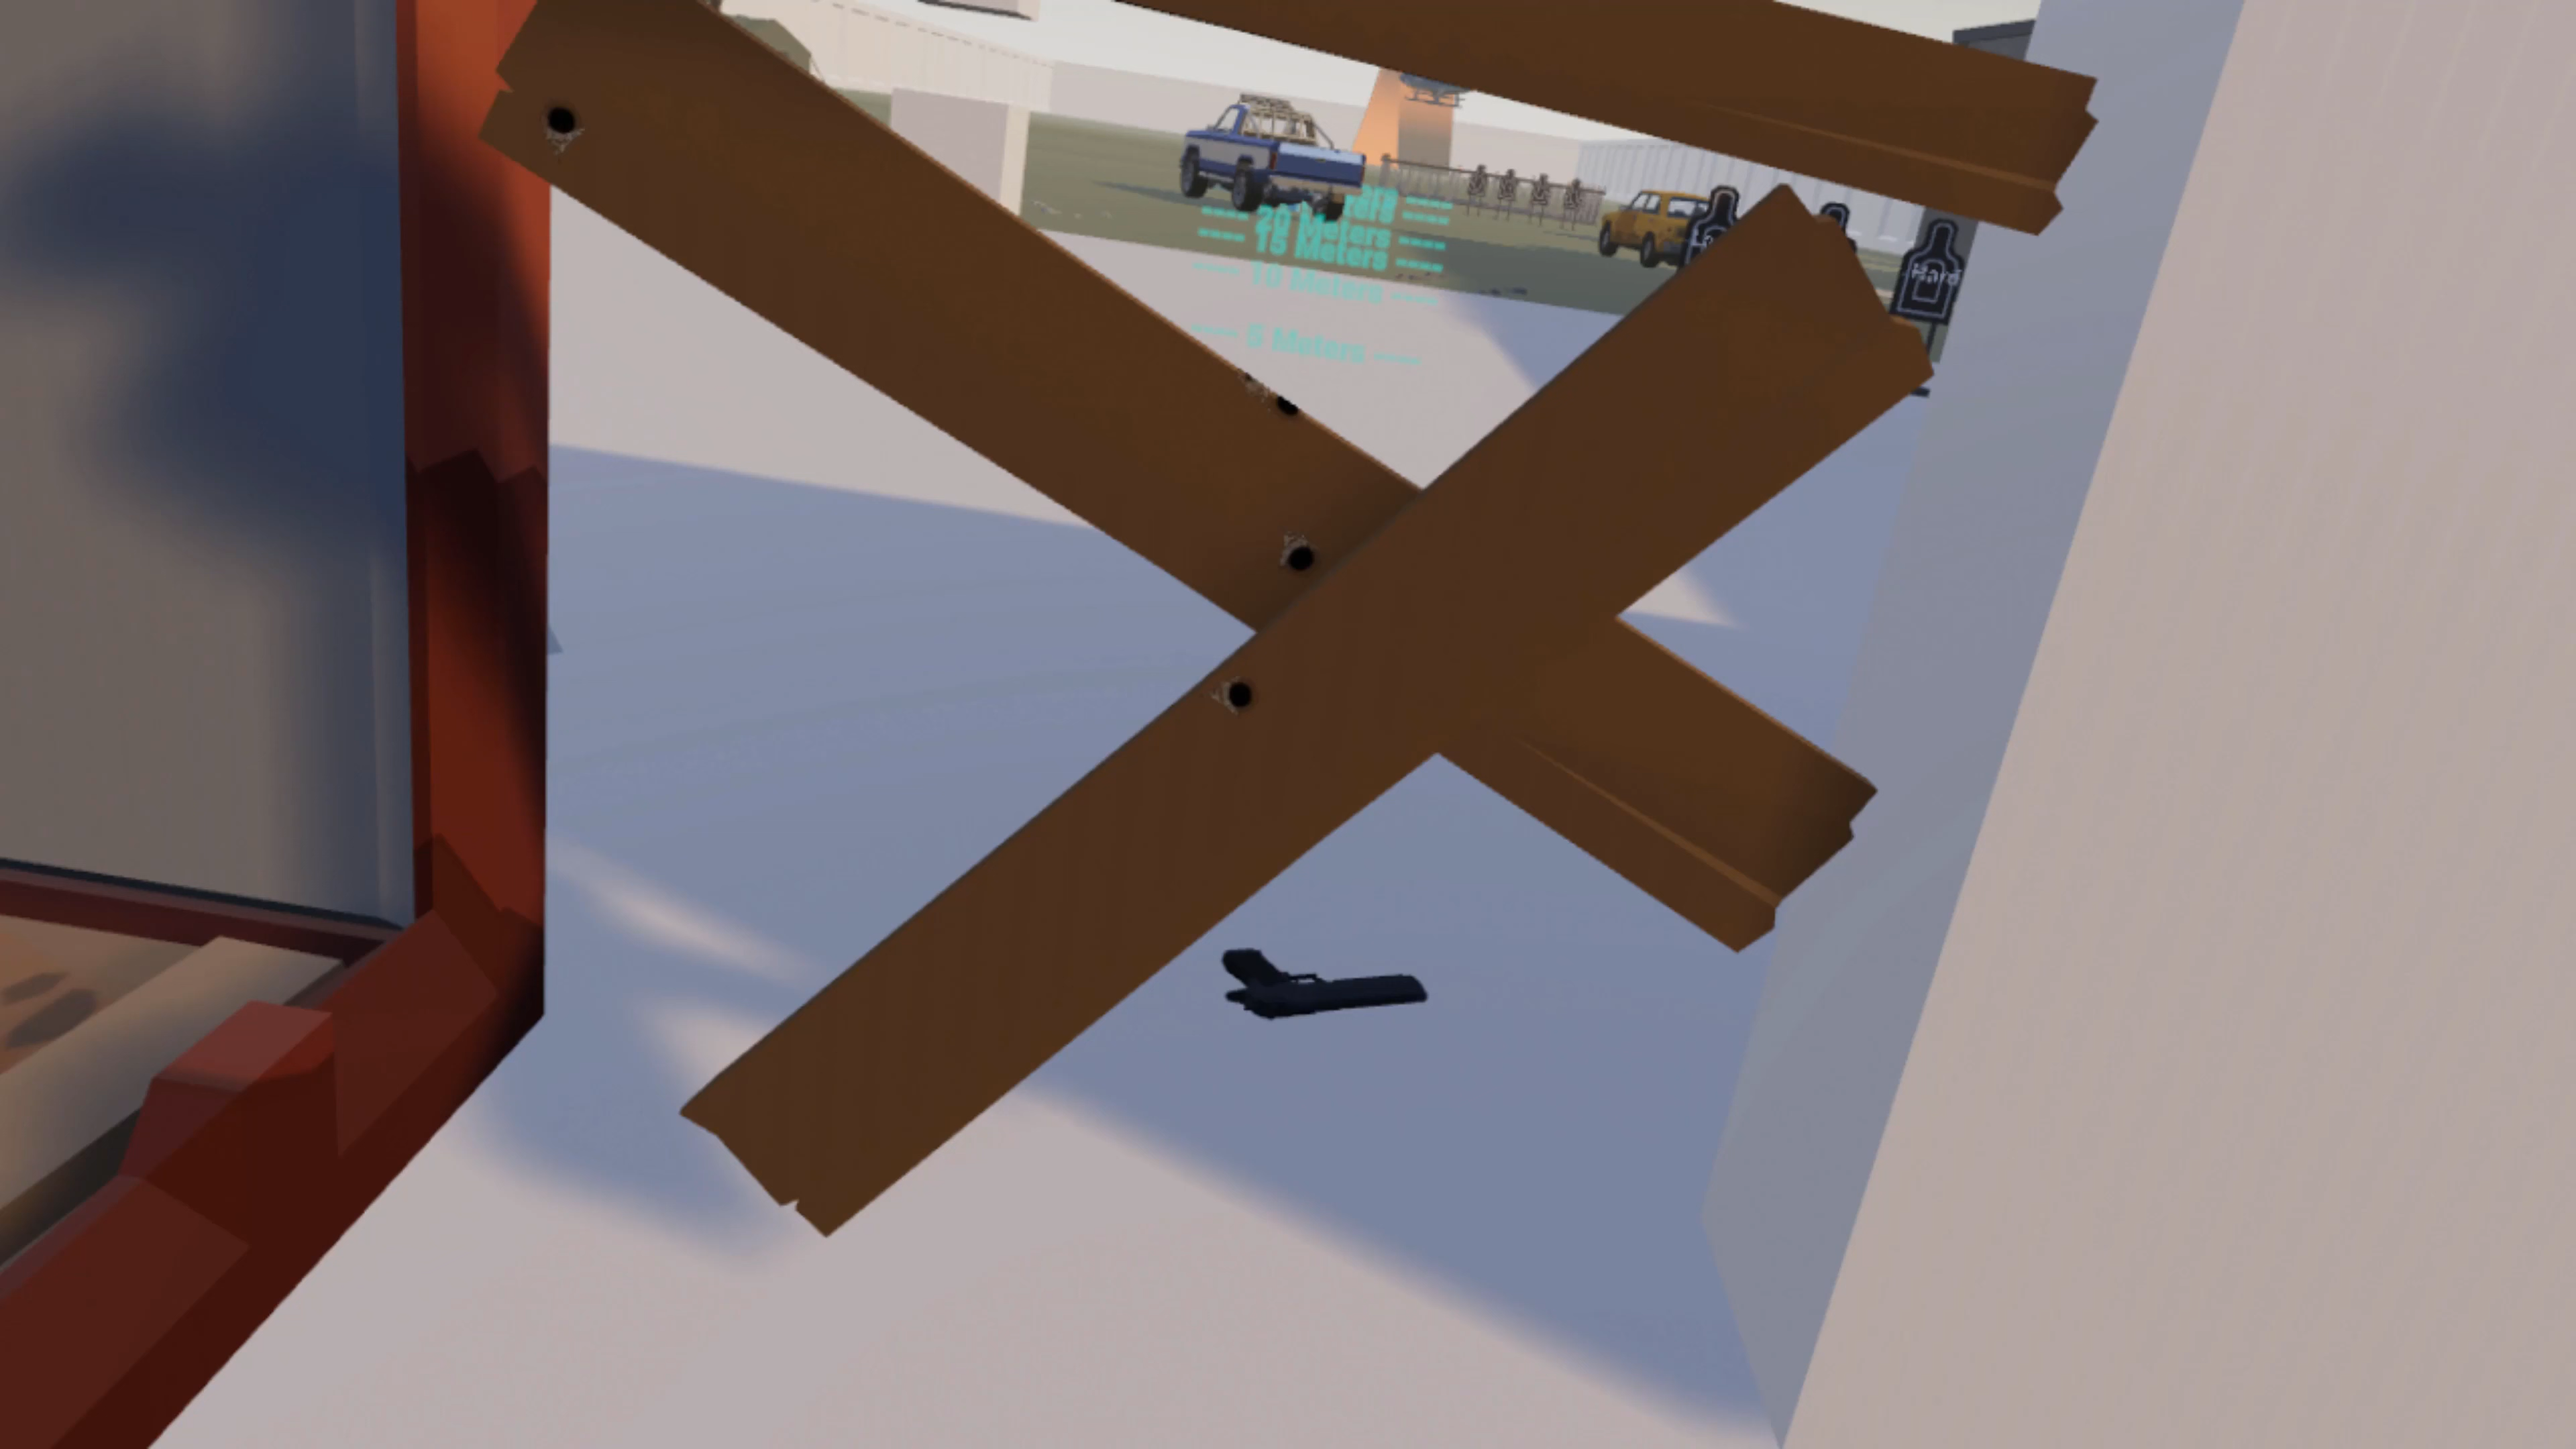 ---- 20 Meters ----
---- 15 Meters ----
---- 10 Meters ----
---- 5 Meters ----
Hard